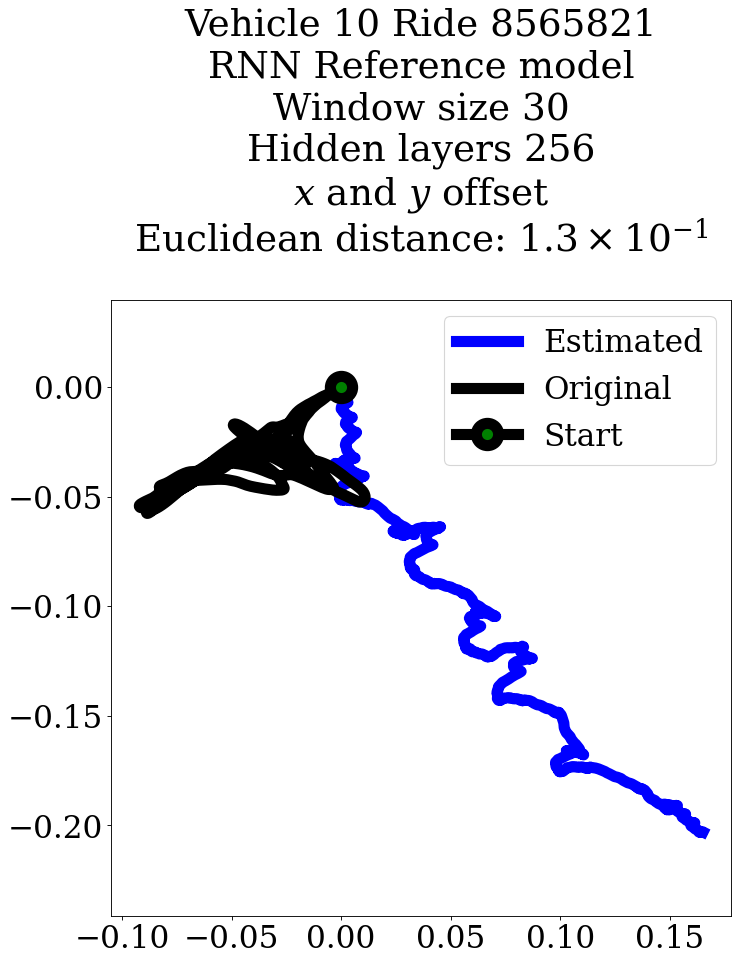 Vehicle 10 Ride 8565821
RNN Reference model
Window size 30
Hidden layers 256
x and y offset
Euclidean distance: 1.3 × 10⁻¹
Estimated
Original
Start
0.00
−0.05
−0.10
−0.15
−0.20
−0.10 −0.05 0.00 0.05 0.10 0.15